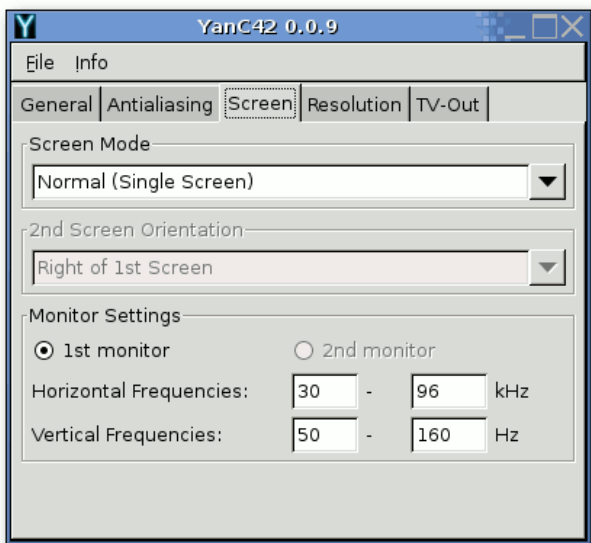 Y YanC42 0.0.9
File Info
General Antialiasing Screen Resolution TV-Out
Screen Mode
Normal (Single Screen)
2nd Screen Orientation
Right of 1st Screen
Monitor Settings
1st monitor 2nd monitor
Horizontal Frequencies: 30 - 96 kHz
Vertical Frequencies: 50 - 160 Hz